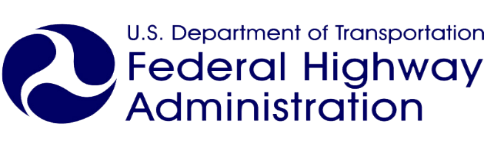 U.S. Department of Transportation
Federal Highway
Administration